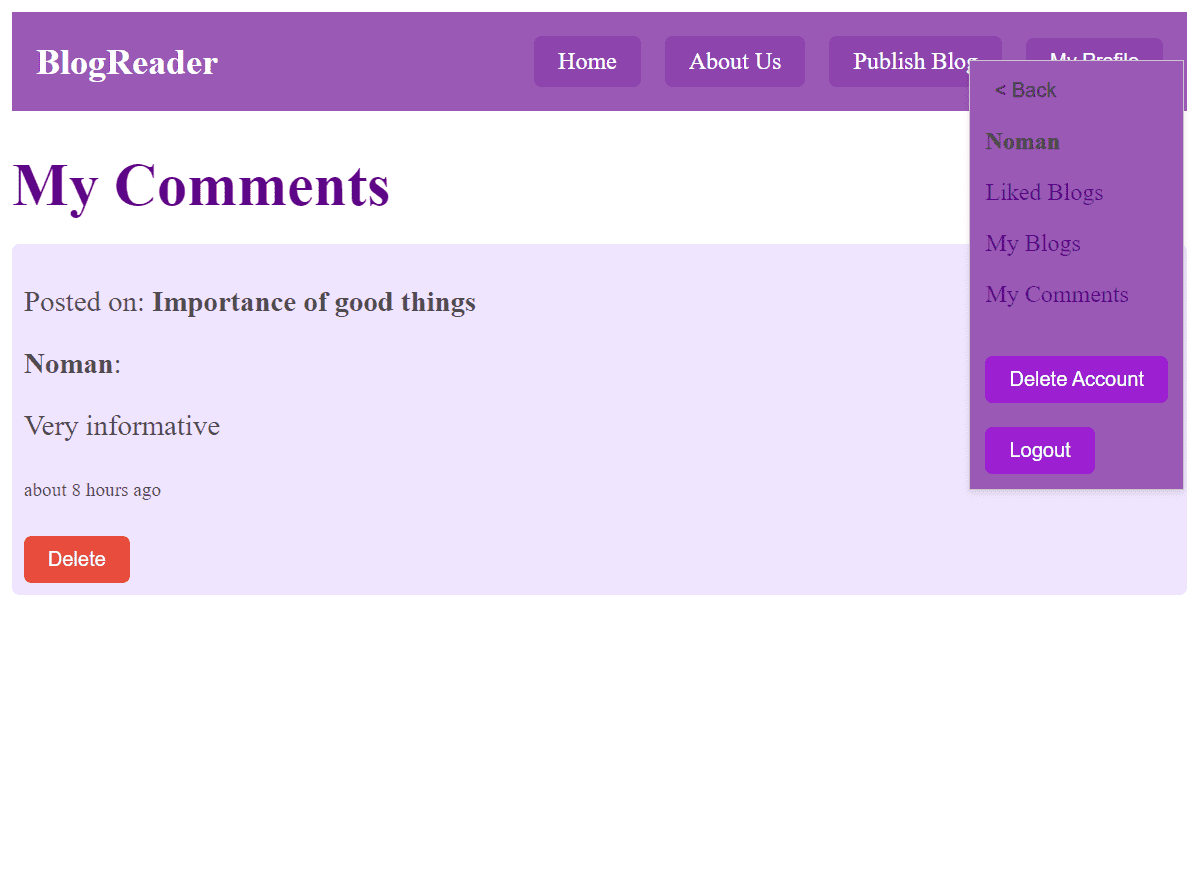 BlogReader
Home
About Us
Publish Blog
My Profile
< Back
Noman
Liked Blogs
My Blogs
My Comments
Delete Account
Logout
My Comments
Posted on: Importance of good things
Noman:
Very informative
about 8 hours ago
Delete